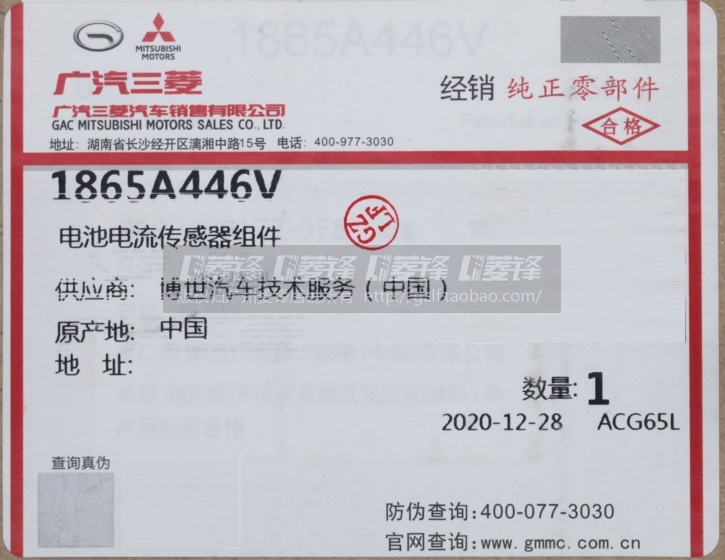 MITSUBISHI
MOTORS
广汽三菱
广汽三菱汽车销售有限公司
GAC MITSUBISHI MOTORS SALES CO., LTD.
地址: 湖南省长沙经开区漓湘中路15号 电话: 400-977-3030
经销 纯正零部件
合格
1865A446V
电池电流传感器组件
供应商: 博世汽车技术服务(中国)
原产地: 中国
地 址:
数量: 1
2020-12-28 ACG65L
查询真伪
防伪查询:400-077-3030
官网查询:www.gmmc.com.cn
菱锋 菱锋 菱锋
http://gslf.taobao.com/
1865A446V